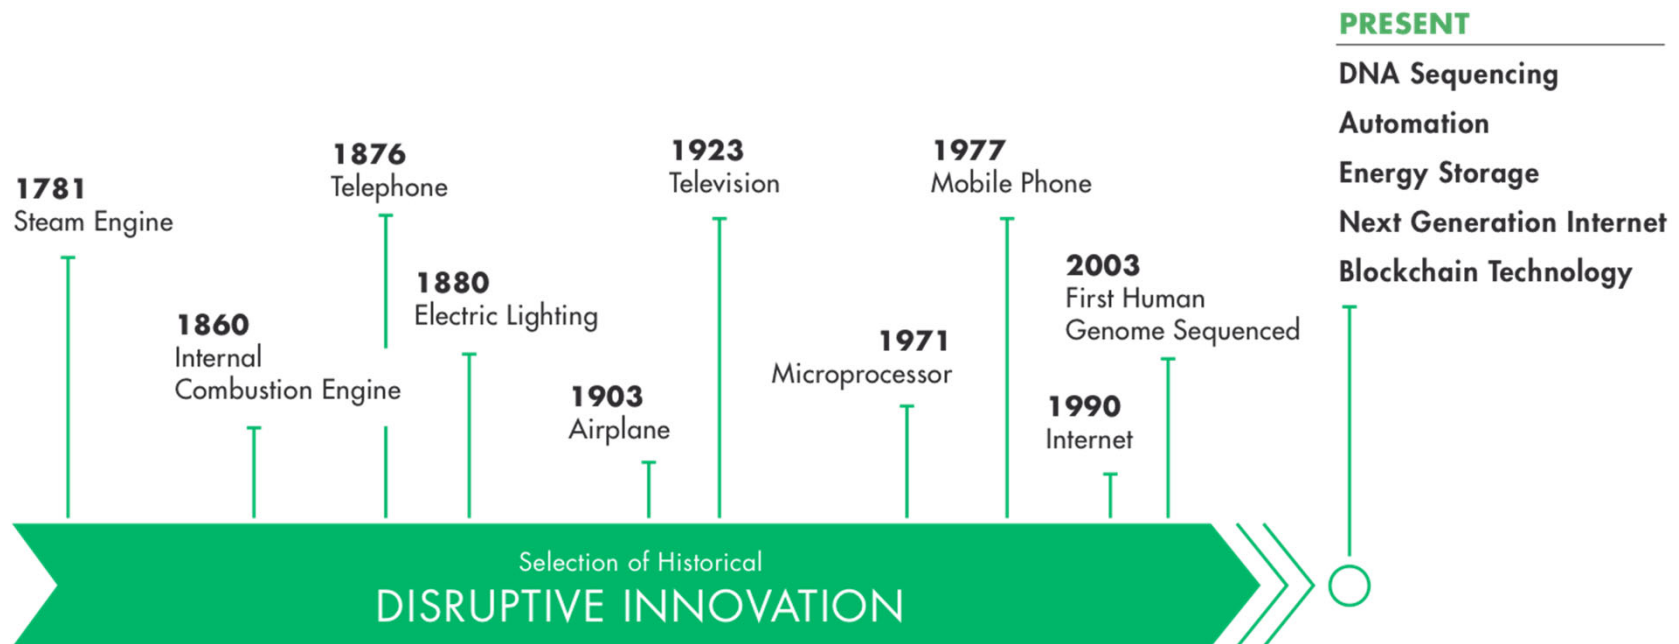 1781
Steam Engine
1860
Internal
Combustion Engine
1876
Telephone
1880
Electric Lighting
1903
Airplane
1923
Television
1971
Microprocessor
1977
Mobile Phone
1990
Internet
2003
First Human
Genome Sequenced
PRESENT
DNA Sequencing
Automation
Energy Storage
Next Generation Internet
Blockchain Technology
Selection of Historical
DISRUPTIVE INNOVATION